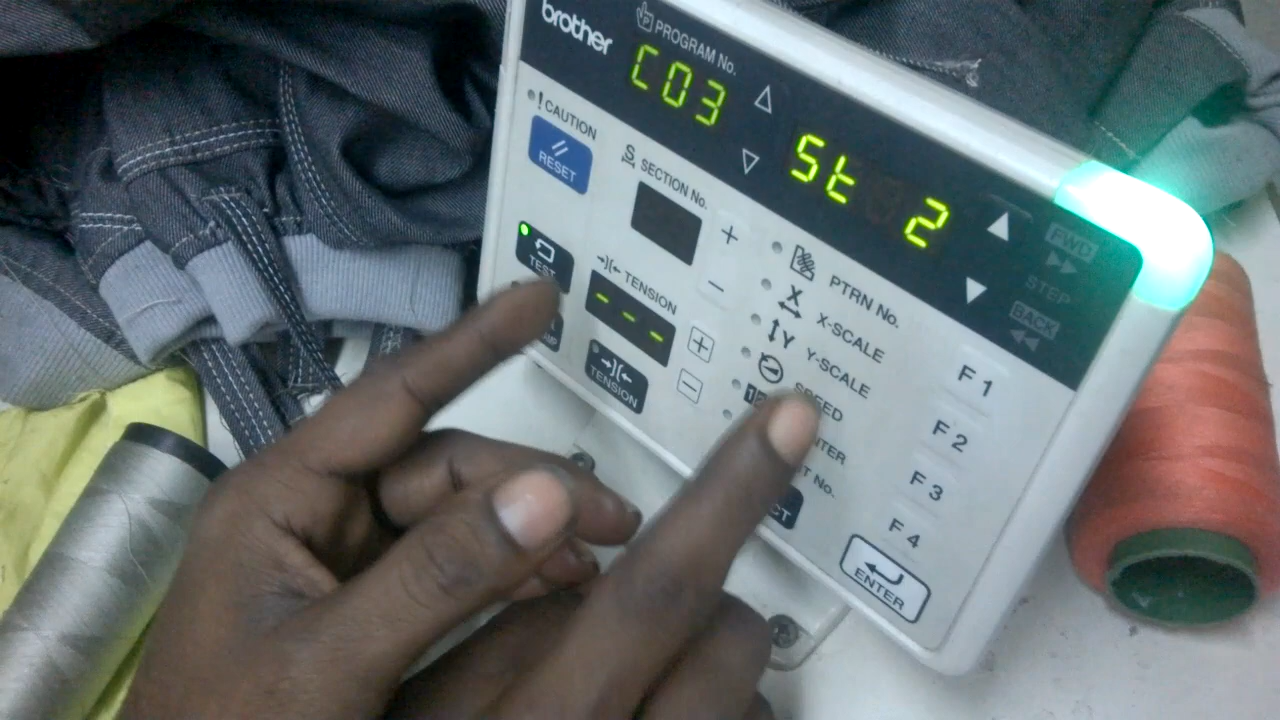 brother
PROGRAM No.
C03
St 2
! CAUTION
RESET
SECTION No.
+
-
TEST
TENSION
- - -
TENSION
+
-
PTRN No.
X-SCALE
Y-SCALE
SPEED
FWD
STEP
BACK
F1
F2
F3
F4
ENTER